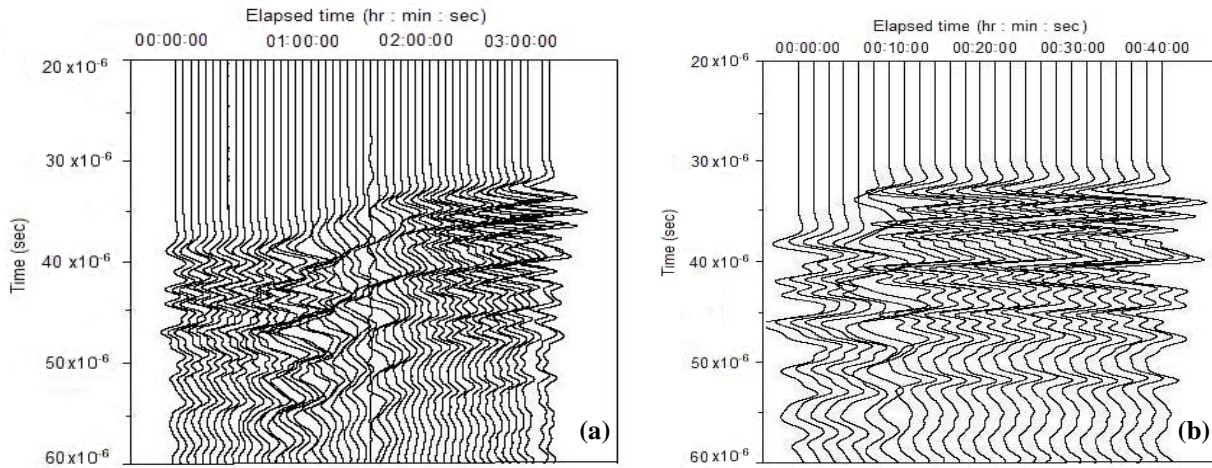 Elapsed time (hr : min : sec)
00:00:00 01:00:00 02:00:00 03:00:00
20 x10-6
30 x10-6
40 x10-6
50 x10-6
60 x10-6
Time (sec)
(a)
Elapsed time (hr : min : sec)
00:00:00 00:10:00 00:20:00 00:30:00 00:40:00
20 x10-6
30 x10-6
40 x10-6
50 x10-6
60 x10-6
Time (sec)
(b)